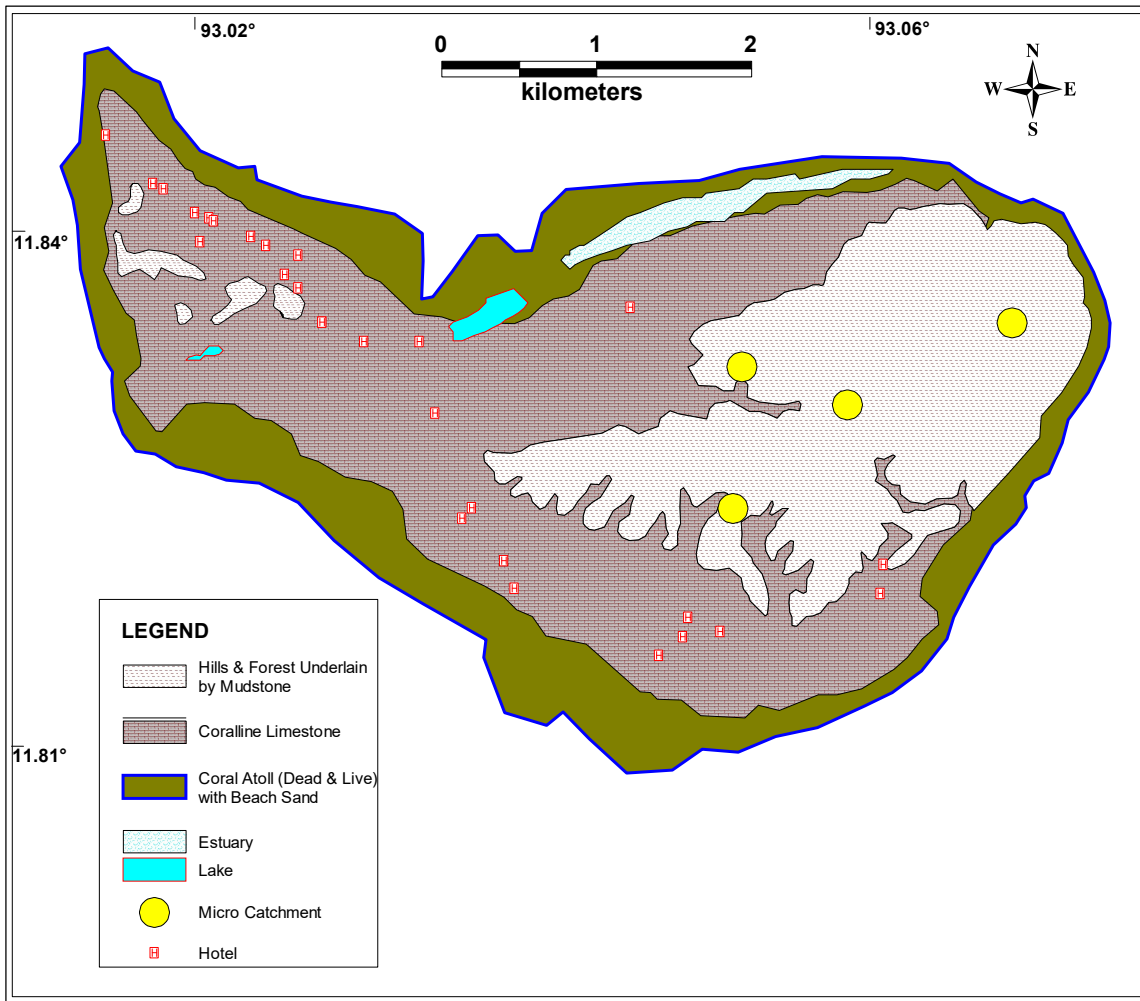 93.02°
93.06°
0 1 2
kilometers
N
W E
S
11.84°
11.81°
LEGEND
Hills & Forest Underlain
by Mudstone
Coralline Limestone
Coral Atoll (Dead & Live)
with Beach Sand
Estuary
Lake
Micro Catchment
H Hotel